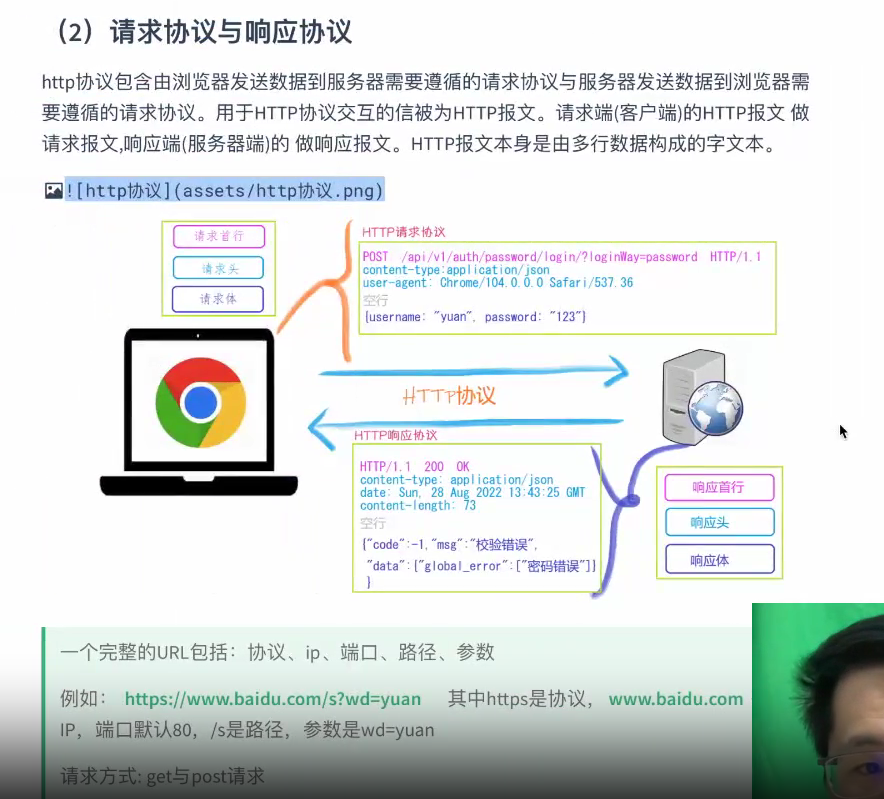 （2）请求协议与响应协议
http协议包含由浏览器发送数据到服务器需要遵循的请求协议与服务器发送数据到浏览器需
要遵循的请求协议。用于HTTP协议交互的信被为HTTP报文。请求端(客户端)的HTTP报文 做
请求报文,响应端(服务器端)的 做响应报文。HTTP报文本身是由多行数据构成的字文本。
![http协议](assets/http协议.png)
请求首行
请求头
请求体
HTTP请求协议
POST /api/v1/auth/password/login/?loginWay=password HTTP/1.1
content-type:application/json
user-agent: Chrome/104.0.0.0 Safari/537.36
空行
{username: "yuan", password: "123"}
HTTP协议
HTTP响应协议
HTTP/1.1 200 OK
content-type: application/json
date: Sun, 28 Aug 2022 13:43:25 GMT
content-length: 73
空行
{"code":-1,"msg":"校验错误",
"data":{"global_error":["密码错误"]}
}
响应首行
响应头
响应体
一个完整的URL包括：协议、ip、端口、路径、参数
例如： https://www.baidu.com/s?wd=yuan 其中https是协议，www.baidu.com
IP，端口默认80，/s是路径，参数是wd=yuan
请求方式: get与post请求